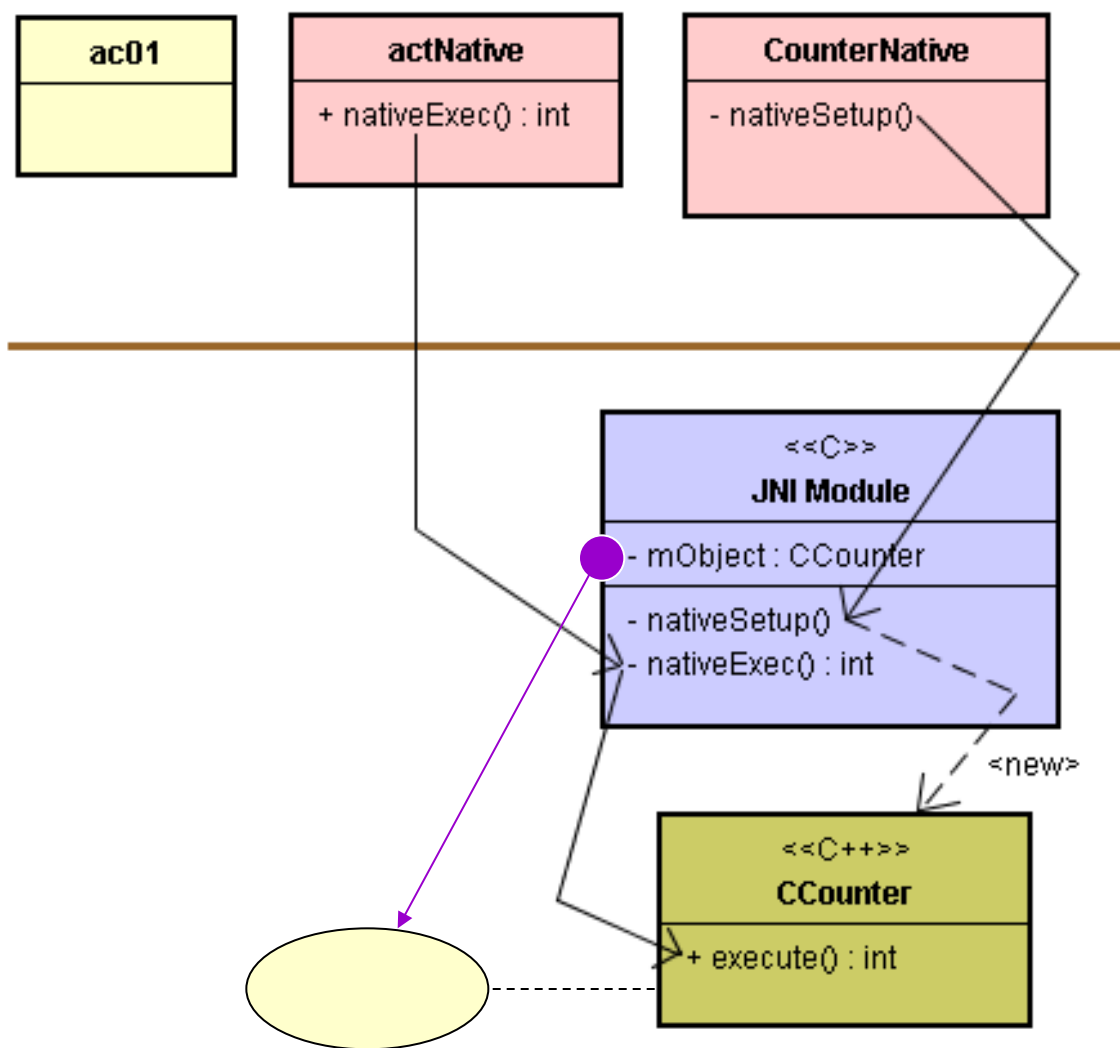 ac01
actNative
+ nativeExec() : int
CounterNative
- nativeSetup()
<<C>>
JNI Module
- mObject : CCounter
- nativeSetup()
- nativeExec() : int
<new>
<<C++>>
CCounter
+ execute() : int